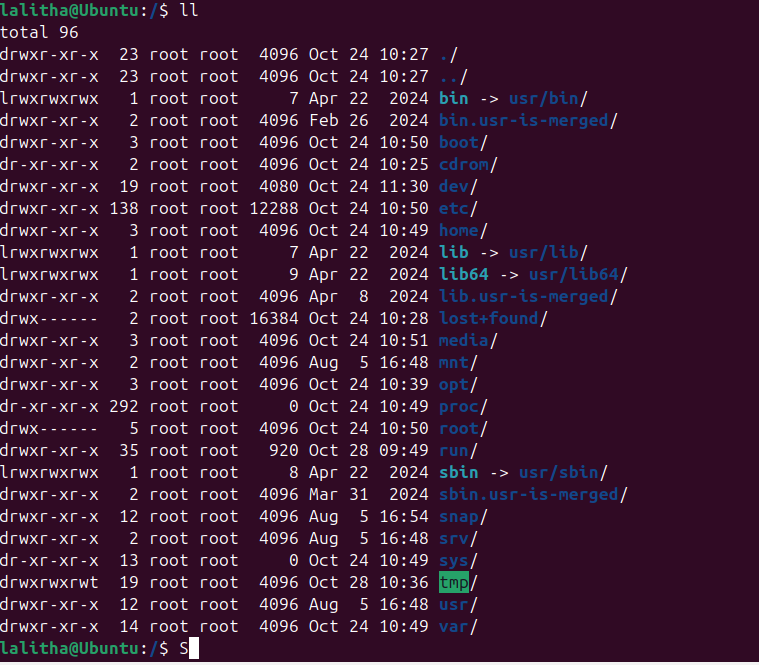 lalitha@Ubuntu:/$ ll
total 96
drwxr-xr-x  23 root root  4096 Oct 24 10:27 ./
drwxr-xr-x  23 root root  4096 Oct 24 10:27 ../
lrwxrwxrwx   1 root root     7 Apr 22  2024 bin -> usr/bin/
drwxr-xr-x   2 root root  4096 Feb 26  2024 bin.usr-is-merged/
drwxr-xr-x   3 root root  4096 Oct 24 10:50 boot/
dr-xr-xr-x   2 root root  4096 Oct 24 10:25 cdrom/
drwxr-xr-x  19 root root  4080 Oct 24 11:30 dev/
drwxr-xr-x 138 root root 12288 Oct 24 10:50 etc/
drwxr-xr-x   3 root root  4096 Oct 24 10:49 home/
lrwxrwxrwx   1 root root     7 Apr 22  2024 lib -> usr/lib/
lrwxrwxrwx   1 root root     9 Apr 22  2024 lib64 -> usr/lib64/
drwxr-xr-x   2 root root  4096 Apr  8  2024 lib.usr-is-merged/
drwx------   2 root root 16384 Oct 24 10:28 lost+found/
drwxr-xr-x   3 root root  4096 Oct 24 10:51 media/
drwxr-xr-x   2 root root  4096 Aug  5 16:48 mnt/
drwxr-xr-x   3 root root  4096 Oct 24 10:39 opt/
dr-xr-xr-x 292 root root     0 Oct 24 10:49 proc/
drwx------   5 root root  4096 Oct 24 10:50 root/
drwxr-xr-x  35 root root   920 Oct 28 09:49 run/
lrwxrwxrwx   1 root root     8 Apr 22  2024 sbin -> usr/sbin/
drwxr-xr-x   2 root root  4096 Mar 31  2024 sbin.usr-is-merged/
drwxr-xr-x  12 root root  4096 Aug  5 16:54 snap/
drwxr-xr-x   2 root root  4096 Aug  5 16:48 srv/
dr-xr-xr-x  13 root root     0 Oct 24 10:49 sys/
drwxrwxrwt  19 root root  4096 Oct 28 10:36 tmp/
drwxr-xr-x  12 root root  4096 Aug  5 16:48 usr/
drwxr-xr-x  14 root root  4096 Oct 24 10:49 var/
lalitha@Ubuntu:/$ S